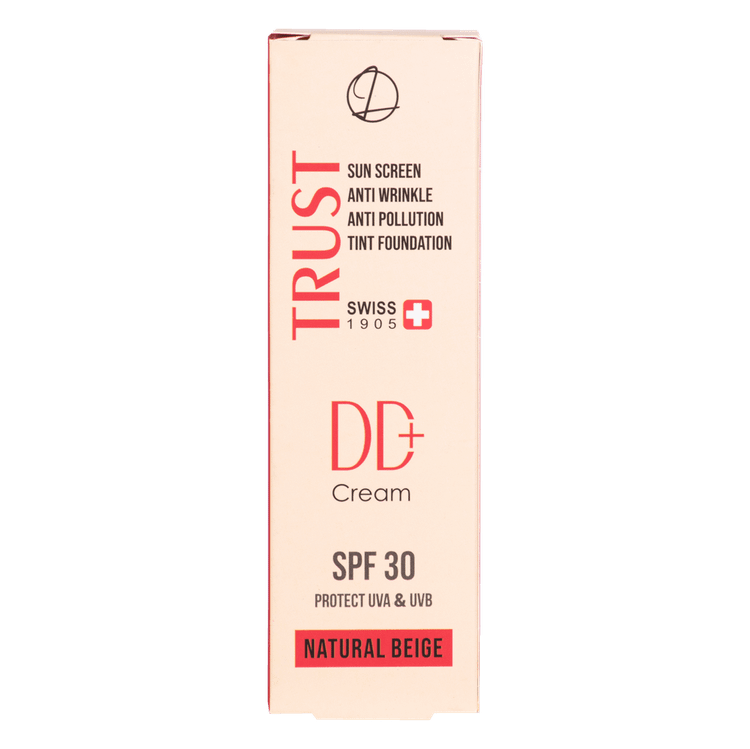 TRUST
SUN SCREEN
ANTI WRINKLE
ANTI POLLUTION
TINT FOUNDATION
SWISS
1905
DD+
Cream
SPF 30
PROTECT UVA & UVB
NATURAL BEIGE